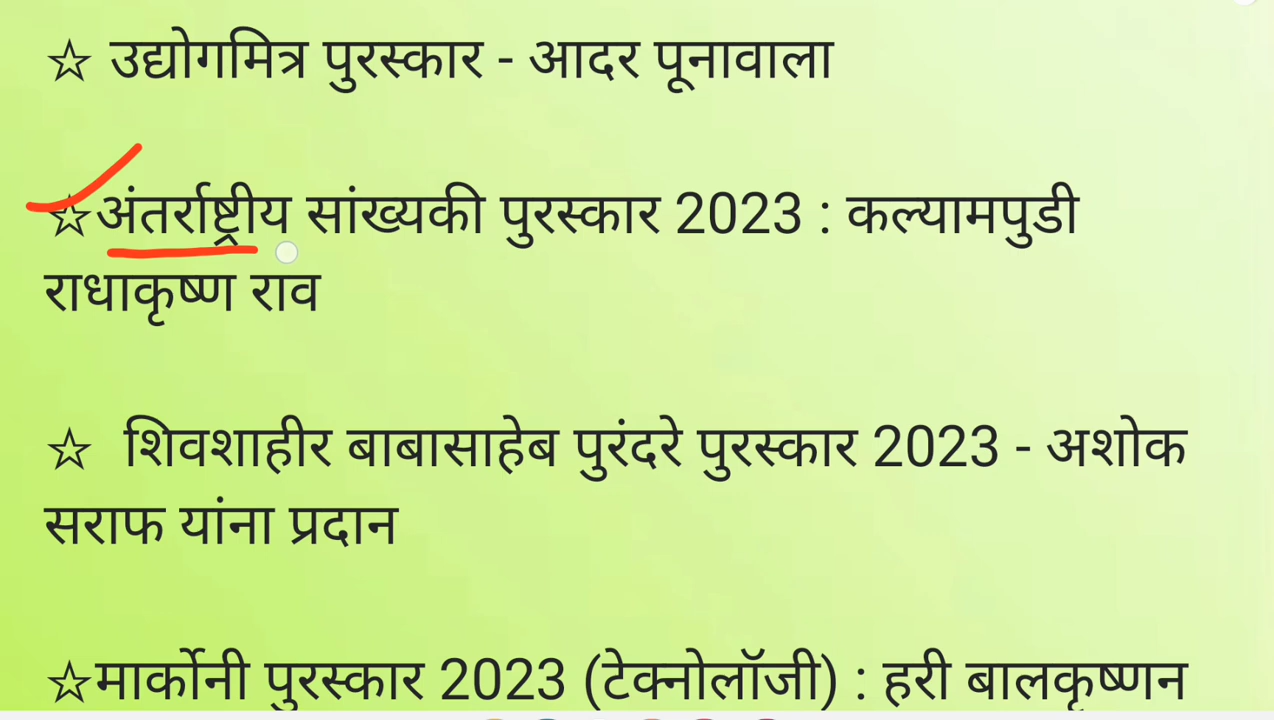 ☆ उद्योगमित्र पुरस्कार - आदर पूनावाला
☆अंतर्राष्ट्रीय सांख्यकी पुरस्कार 2023 : कल्यामपुडी
राधाकृष्ण राव
☆ शिवशाहीर बाबासाहेब पुरंदरे पुरस्कार 2023 - अशोक
सराफ यांना प्रदान
☆मार्कोनी पुरस्कार 2023 (टेक्नोलॉजी) : हरी बालकृष्णन